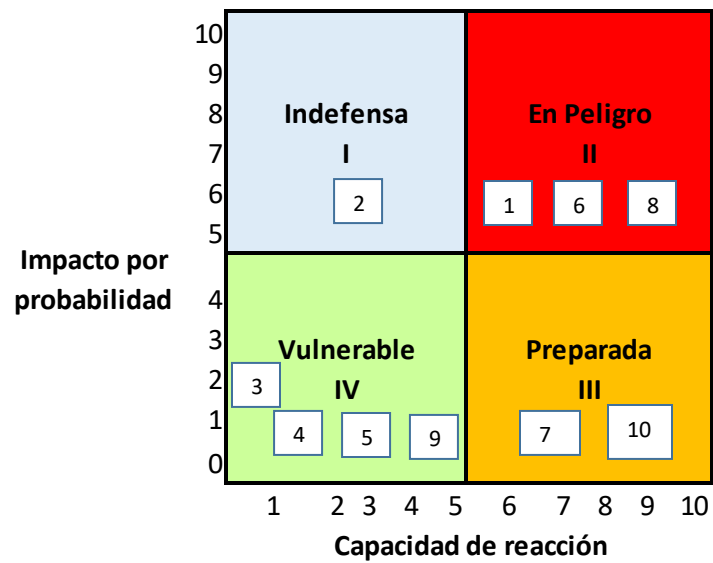 10
9
8
7
6
5
Impacto por
probabilidad
4
3
2
1
0
Indefensa
I
2
En Peligro
II
1 6 8
Vulnerable
IV
3
4 5 9
Preparada
III
7 10
1 2 3 4 5 6 7 8 9 10
Capacidad de reacción